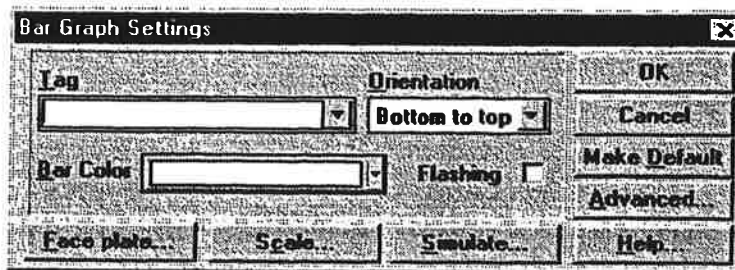 Bar Graph Settings
Tag
Orientation
OK
Bottom to top
Cancel
Bar Color
Flashing
Make Default
Advanced...
Face plate...
Scale...
Simulate...
Help...